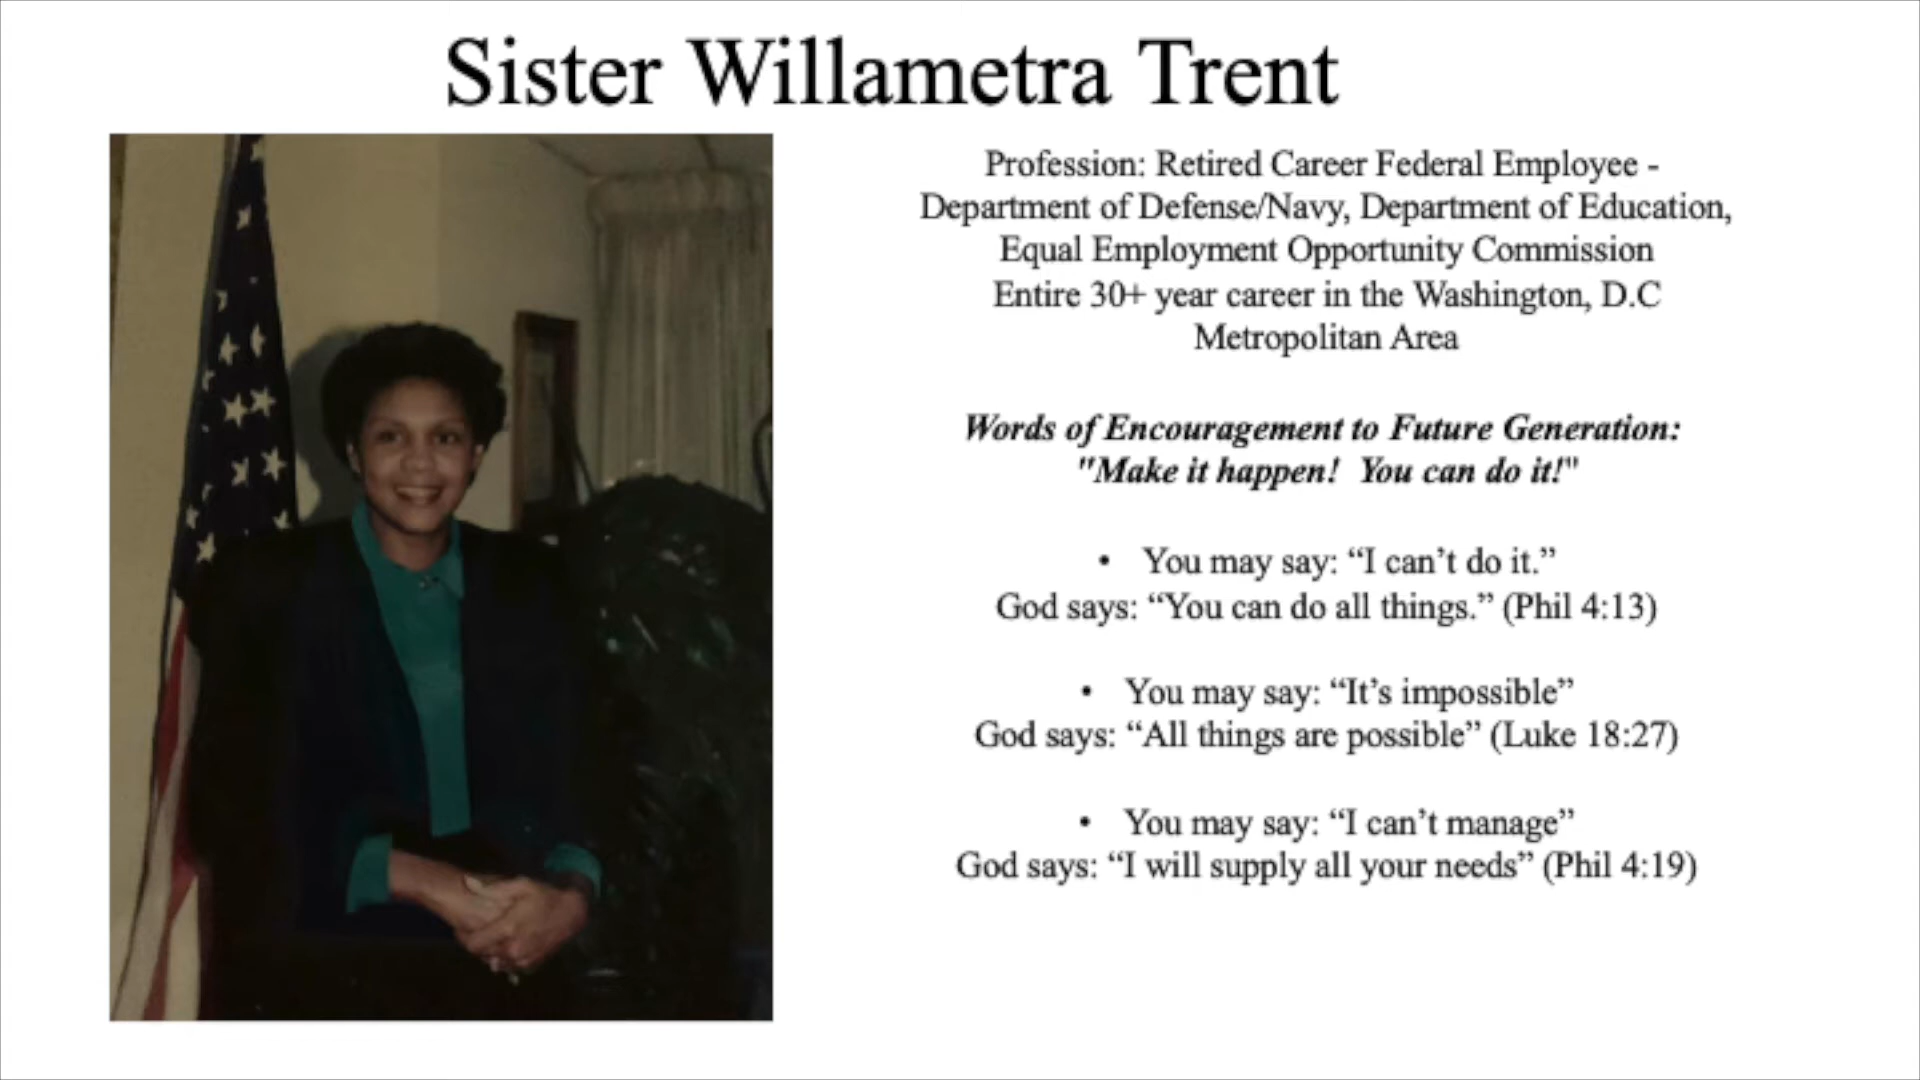 Sister Willametra Trent
Profession: Retired Career Federal Employee -
Department of Defense/Navy, Department of Education,
Equal Employment Opportunity Commission
Entire 30+ year career in the Washington, D.C
Metropolitan Area
Words of Encouragement to Future Generation:
"Make it happen!  You can do it!"
• You may say: “I can’t do it.”
God says: “You can do all things.” (Phil 4:13)
• You may say: “It’s impossible”
God says: “All things are possible” (Luke 18:27)
• You may say: “I can’t manage”
God says: “I will supply all your needs” (Phil 4:19)